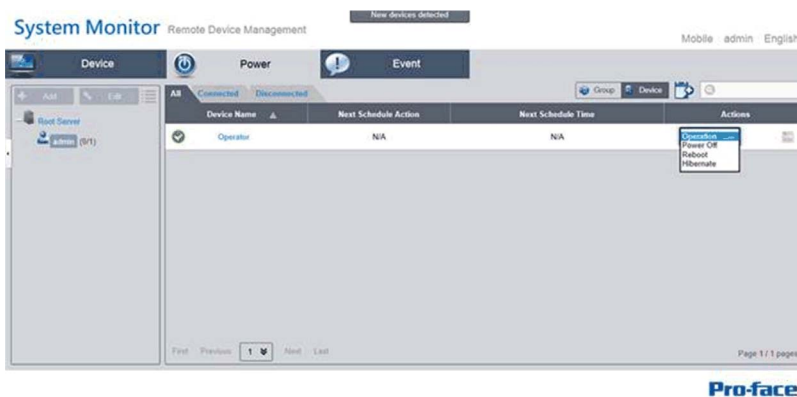 New devices detected
System Monitor Remote Device Management
Mobile admin English
Device Power Event
Add Edit
All Connected Disconnected
Group Device
Root Server
admin (0/1)
Device Name Next Schedule Action Next Schedule Time Actions
Operator N/A N/A Operation ...
Power Off
Reboot
Hibernate
First Previous 1 Next Last
Page 1 / 1 pages
Pro-face